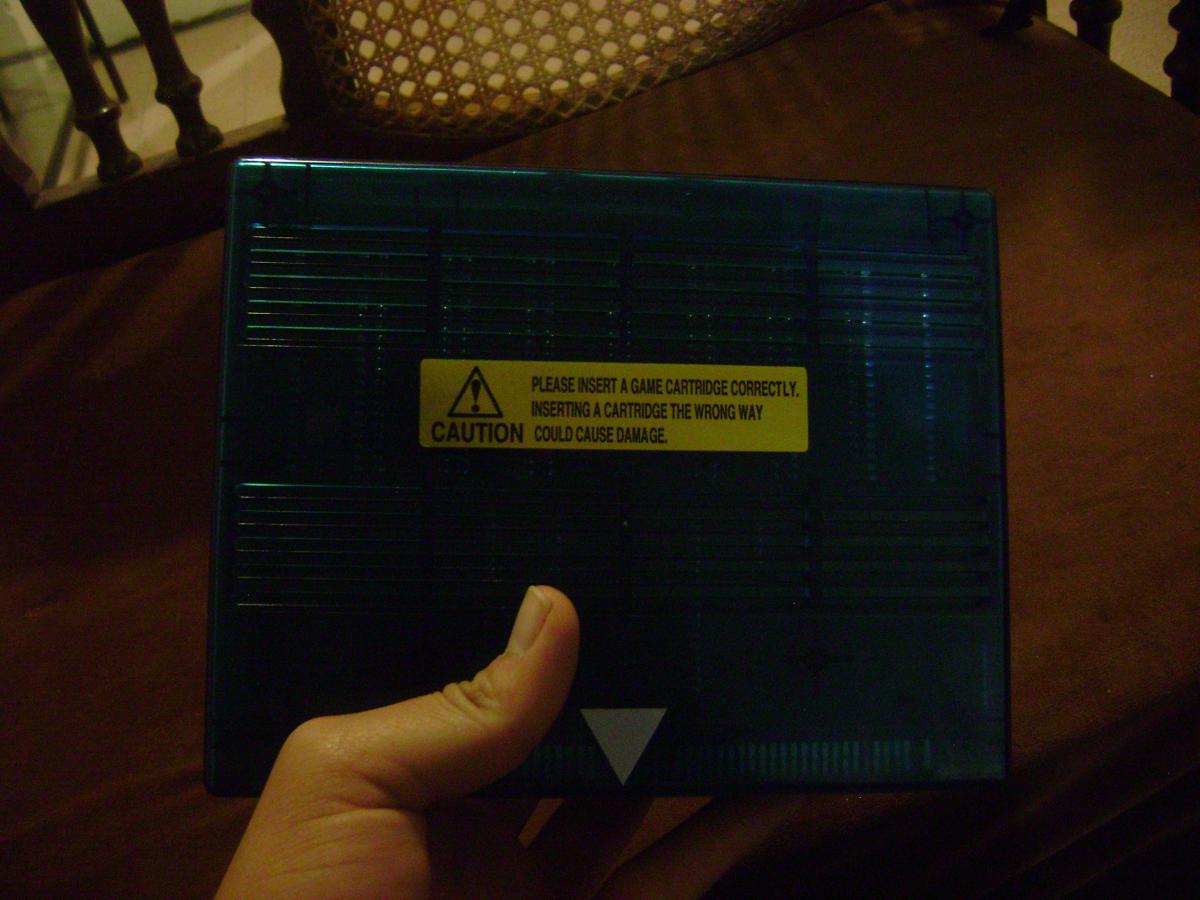 PLEASE INSERT A GAME CARTRIDGE CORRECTLY.
INSERTING A CARTRIDGE THE WRONG WAY
COULD CAUSE DAMAGE.
CAUTION